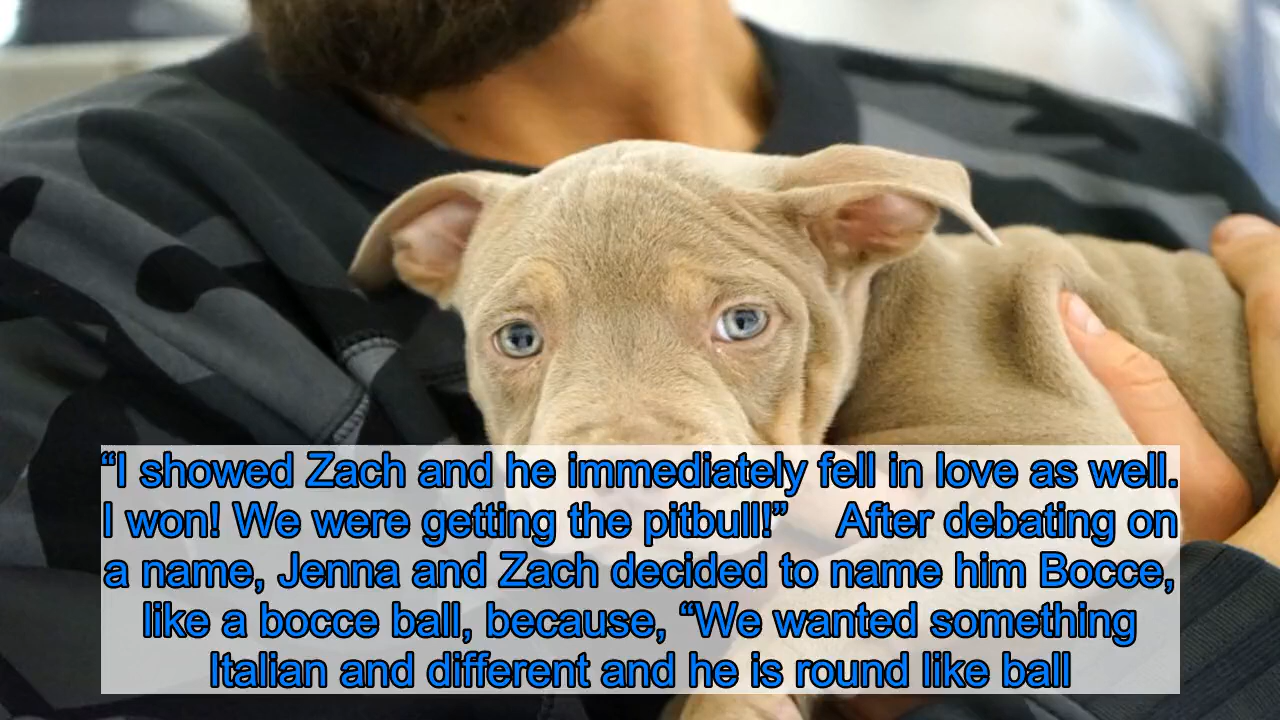 “I showed Zach and he immediately fell in love as well.
I won! We were getting the pitbull!”    After debating on
a name, Jenna and Zach decided to name him Bocce,
like a bocce ball, because, “We wanted something
Italian and different and he is round like ball